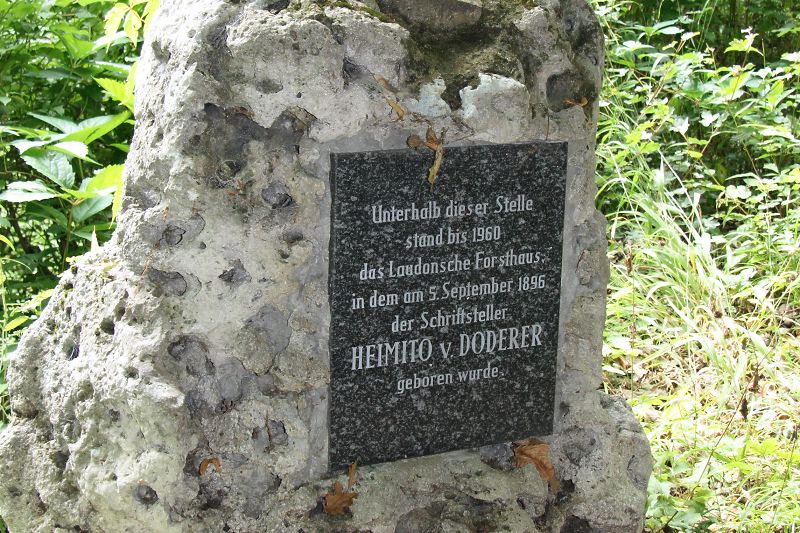 Unterhalb dieser Stelle
stand bis 1960
das Laudonsche Forsthaus,
in dem am 5. September 1896
der Schriftsteller
HEIMITO v. DODERER
geboren wurde.